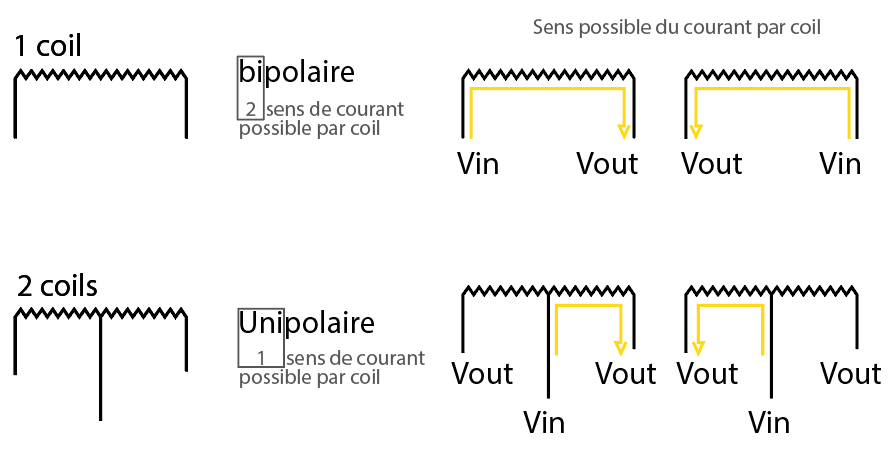 Sens possible du courant par coil
1 coil
bipolaire
2 sens de courant
possible par coil
Vin Vout Vout Vin
2 coils
Unipolaire
1 sens de courant
possible par coil
Vout Vout Vout Vout
Vin Vin